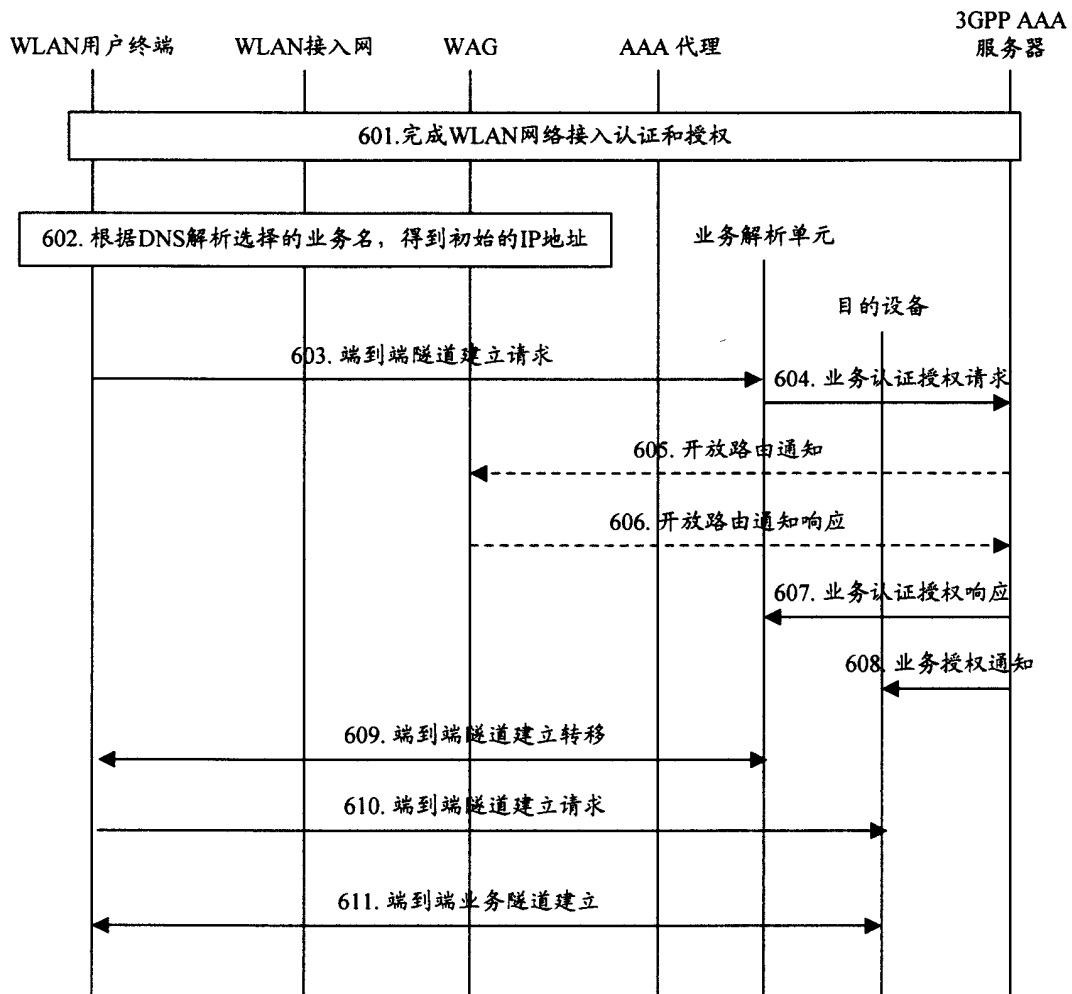 WLAN用户终端
WLAN接入网
WAG
AAA 代理
3GPP AAA
服务器
601.完成WLAN网络接入认证和授权
602. 根据DNS解析选择的业务名，得到初始的IP地址
业务解析单元
目的设备
603. 端到端隧道建立请求
604. 业务认证授权请求
605. 开放路由通知
606. 开放路由通知响应
607. 业务认证授权响应
608. 业务授权通知
609. 端到端隧道建立转移
610. 端到端隧道建立请求
611. 端到端业务隧道建立